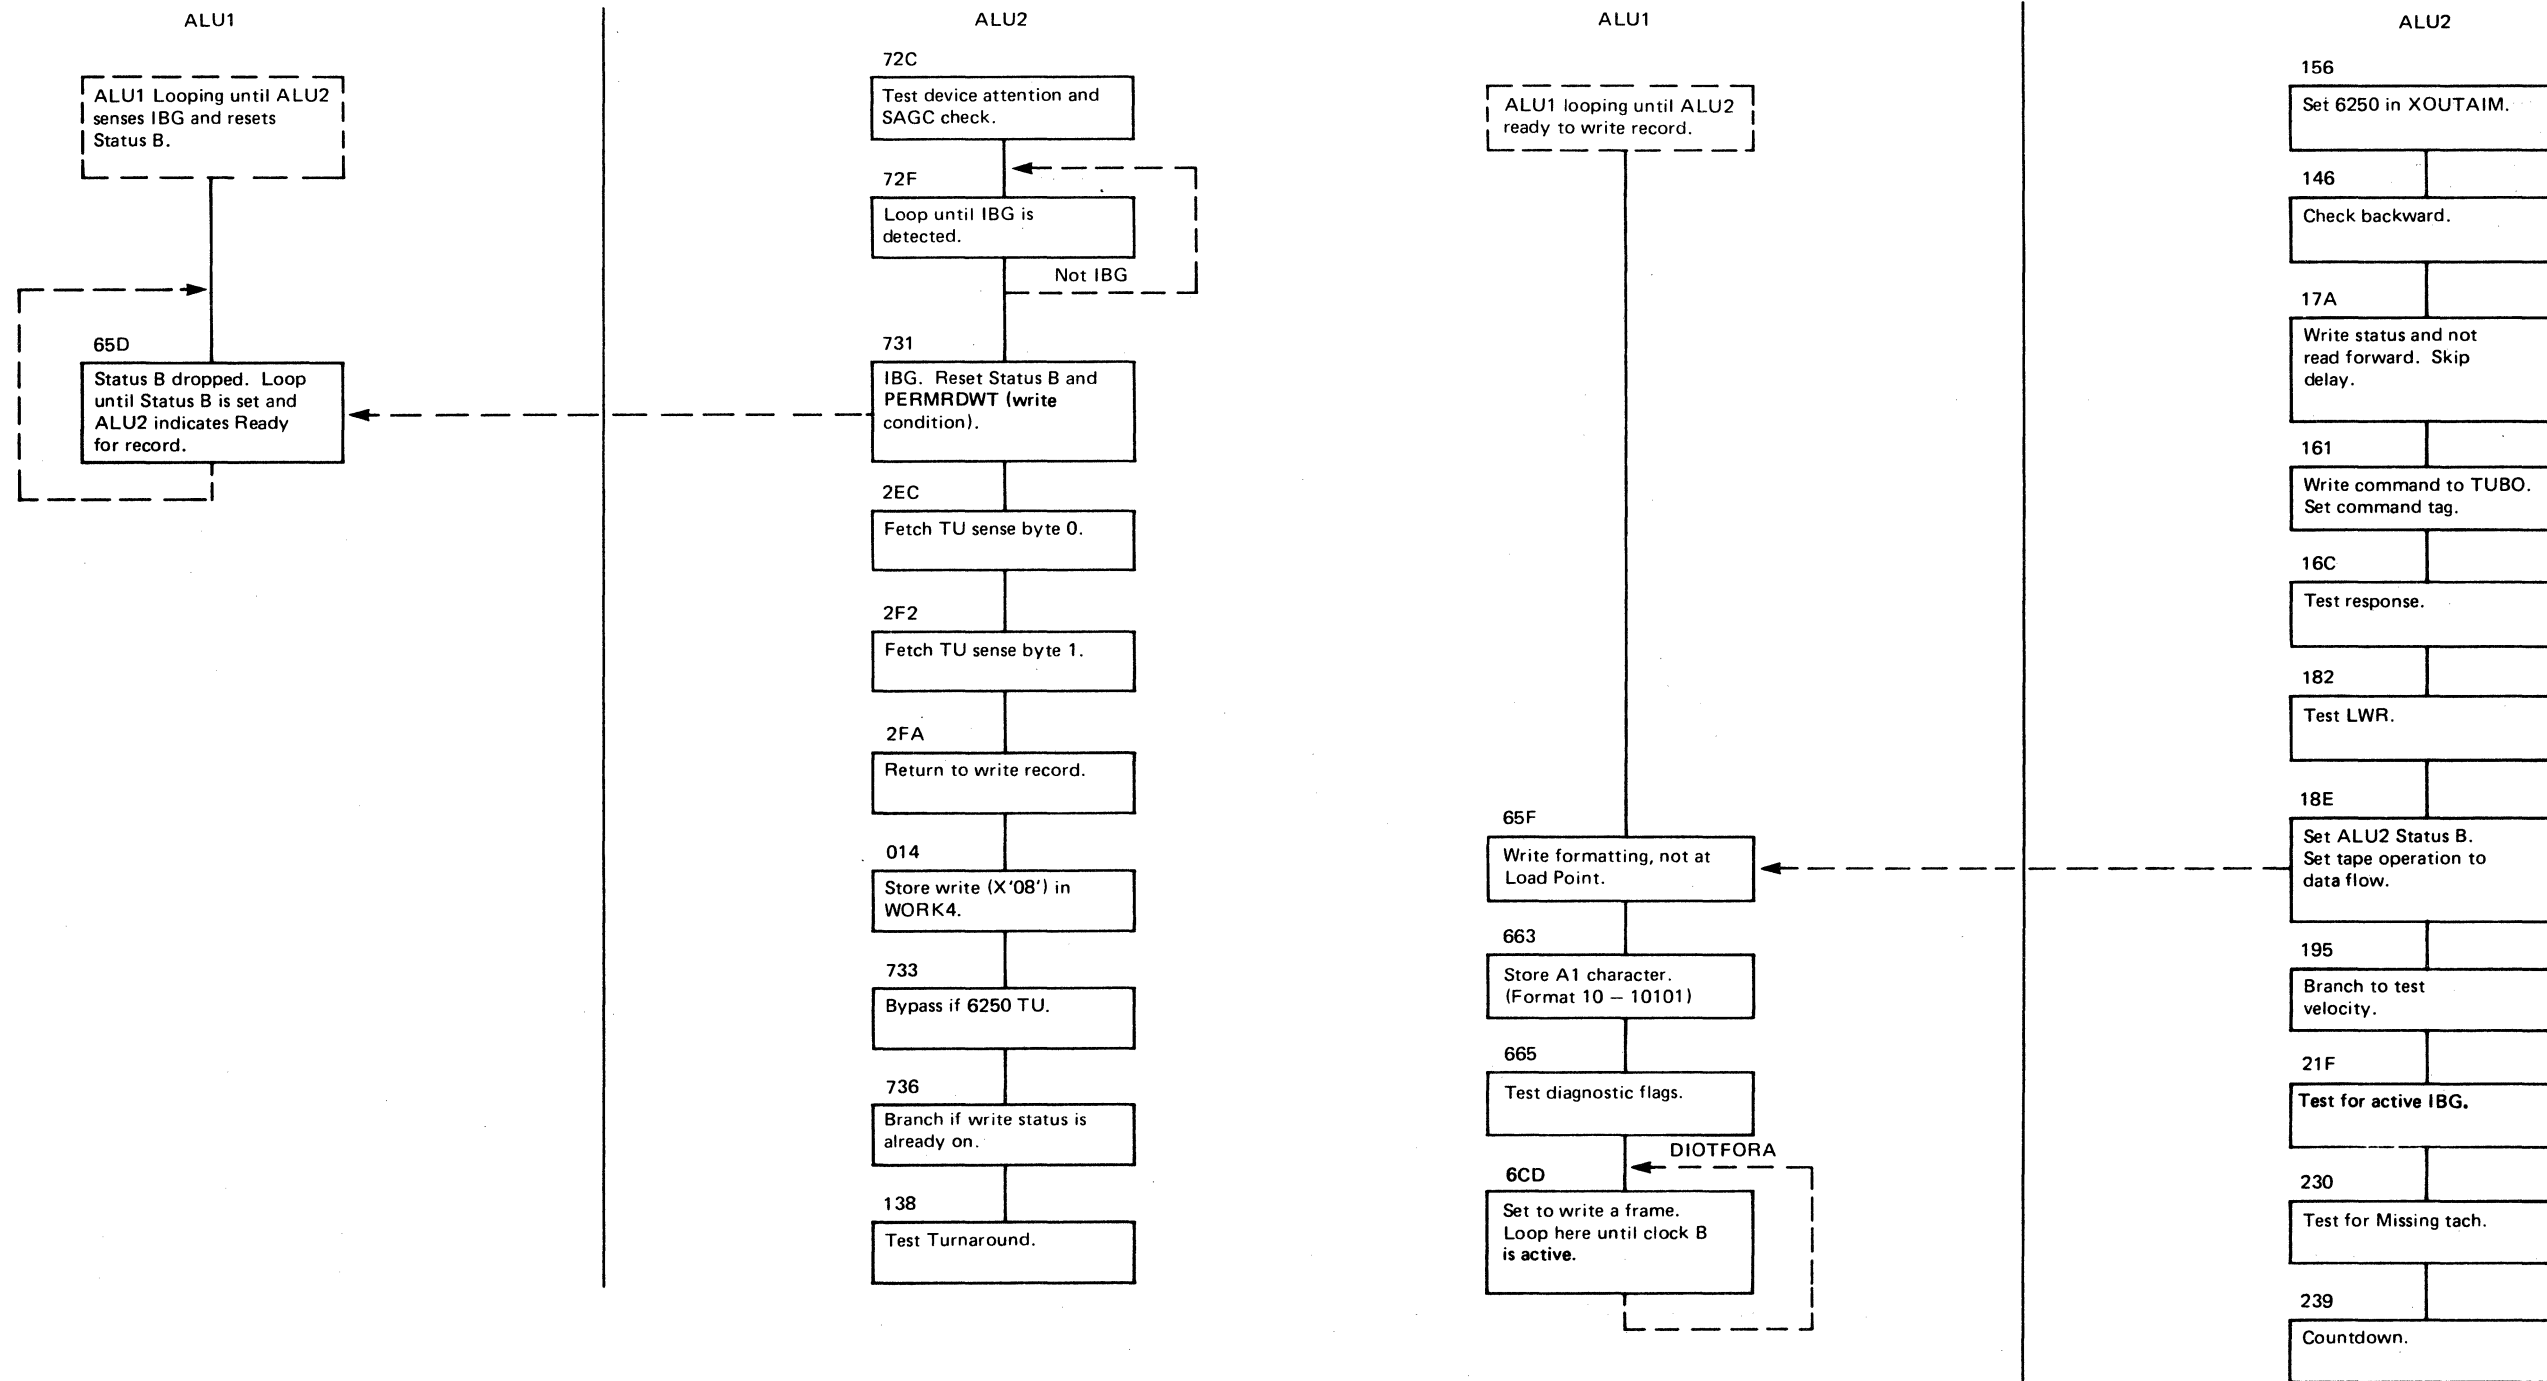 ALU1
ALU1 Looping until ALU2
senses IBG and resets
Status B.
65D
Status B dropped. Loop
until Status B is set and
ALU2 indicates Ready
for record.
ALU2
72C
Test device attention and
SAGC check.
72F
Loop until IBG is
detected.
Not IBG
731
IBG. Reset Status B and
PERMRDWT (write
condition).
2EC
Fetch TU sense byte 0.
2F2
Fetch TU sense byte 1.
2FA
Return to write record.
014
Store write (X'08') in
WORK4.
733
Bypass if 6250 TU.
736
Branch if write status is
already on.
138
Test Turnaround.
ALU1
ALU1 looping until ALU2
ready to write record.
65F
Write formatting, not at
Load Point.
663
Store A1 character.
(Format 10 – 10101)
665
Test diagnostic flags.
DIOTFORA
6CD
Set to write a frame.
Loop here until clock B
is active.
ALU2
156
Set 6250 in XOUTAIM.
146
Check backward.
17A
Write status and not
read forward. Skip
delay.
161
Write command to TUBO.
Set command tag.
16C
Test response.
182
Test LWR.
18E
Set ALU2 Status B.
Set tape operation to
data flow.
195
Branch to test
velocity.
21F
Test for active IBG.
230
Test for Missing tach.
239
Countdown.